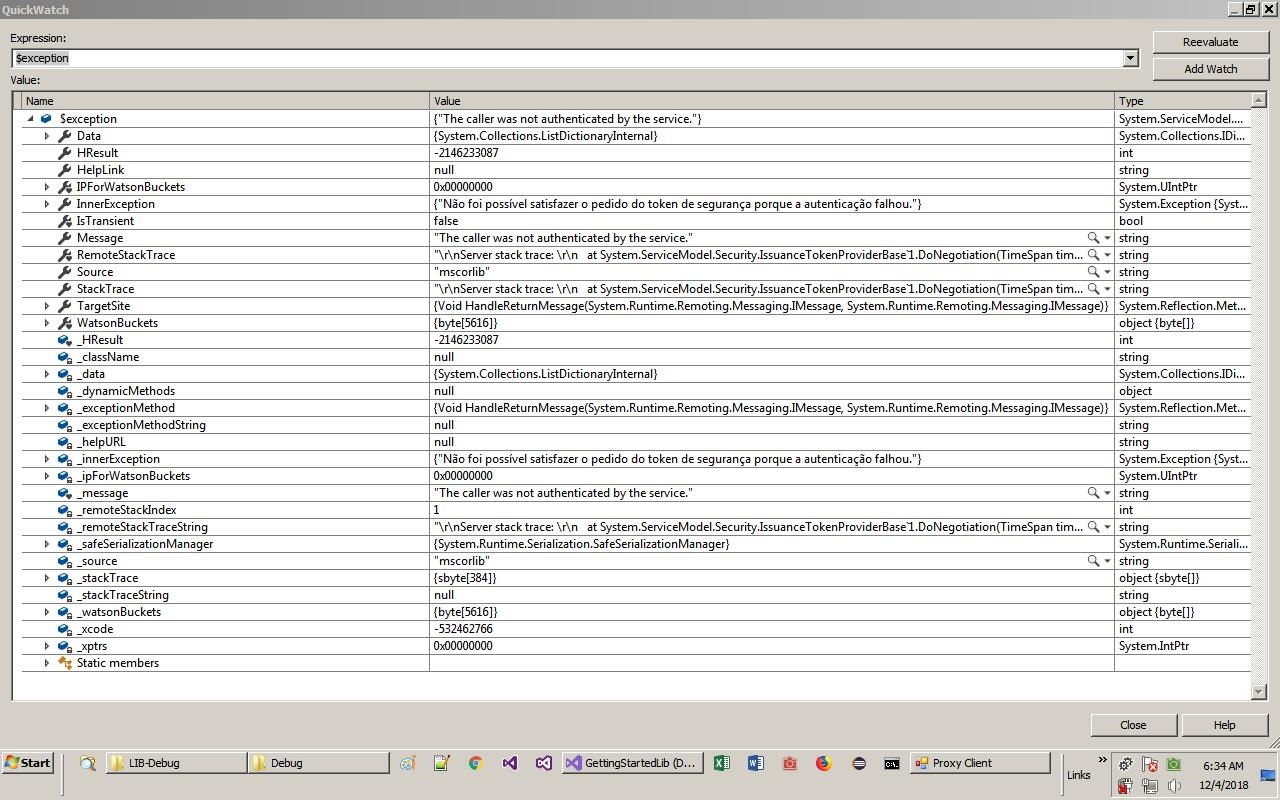 QuickWatch
Expression:
$exception
Reevaluate
Add Watch
Value:
Name Value Type
$exception {"The caller was not authenticated by the service."} System.ServiceModel....
Data {System.Collections.ListDictionaryInternal} System.Collections.IDi...
HResult -2146233087 int
HelpLink null string
IPForWatsonBuckets 0x00000000 System.UIntPtr
InnerException {"Não foi possível satisfazer o pedido do token de segurança porque a autenticação falhou."} System.Exception {Syst...
IsTransient false bool
Message "The caller was not authenticated by the service." string
RemoteStackTrace "\r\nServer stack trace: \r\n   at System.ServiceModel.Security.IssuanceTokenProviderBase`1.DoNegotiation(TimeSpan tim... string
Source "mscorlib" string
StackTrace "\r\nServer stack trace: \r\n   at System.ServiceModel.Security.IssuanceTokenProviderBase`1.DoNegotiation(TimeSpan tim... string
TargetSite {Void HandleReturnMessage(System.Runtime.Remoting.Messaging.IMessage, System.Runtime.Remoting.Messaging.IMessage)} System.Reflection.Met...
WatsonBuckets {byte[5616]} object {byte[]}
_HResult -2146233087 int
_className null string
_data {System.Collections.ListDictionaryInternal} System.Collections.IDi...
_dynamicMethods null object
_exceptionMethod {Void HandleReturnMessage(System.Runtime.Remoting.Messaging.IMessage, System.Runtime.Remoting.Messaging.IMessage)} System.Reflection.Met...
_exceptionMethodString null string
_helpURL null string
_innerException {"Não foi possível satisfazer o pedido do token de segurança porque a autenticação falhou."} System.Exception {Syst...
_ipForWatsonBuckets 0x00000000 System.UIntPtr
_message "The caller was not authenticated by the service." string
_remoteStackIndex 1 int
_remoteStackTraceString "\r\nServer stack trace: \r\n   at System.ServiceModel.Security.IssuanceTokenProviderBase`1.DoNegotiation(TimeSpan tim... string
_safeSerializationManager {System.Runtime.Serialization.SafeSerializationManager} System.Runtime.Seriali...
_source "mscorlib" string
_stackTrace {sbyte[384]} object {sbyte[]}
_stackTraceString null string
_watsonBuckets {byte[5616]} object {byte[]}
_xcode -532462766 int
_xptrs 0x00000000 System.IntPtr
Static members
Close Help
Start LIB-Debug Debug GettingStartedLib (D... Proxy Client Links 6:34 AM
12/4/2018